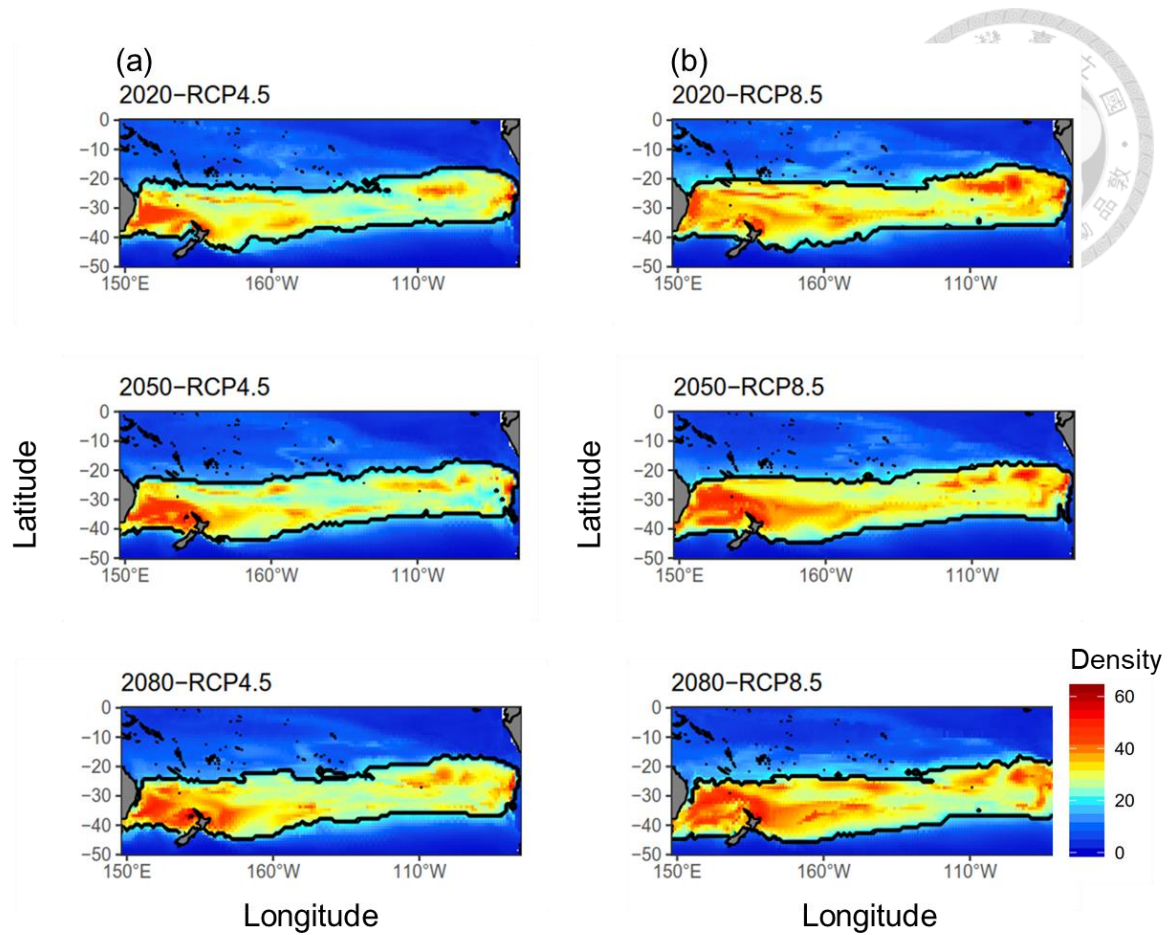 (a)
2020−RCP4.5
0
−10
−20
−30
−40
−50
150°E 160°W 110°W
(b)
2020−RCP8.5
0
−10
−20
−30
−40
−50
150°E 160°W 110°W
2050−RCP4.5
Latitude
0
−10
−20
−30
−40
−50
150°E 160°W 110°W
2050−RCP8.5
Latitude
0
−10
−20
−30
−40
−50
150°E 160°W 110°W
2080−RCP4.5
0
−10
−20
−30
−40
−50
150°E 160°W 110°W
Longitude
2080−RCP8.5
0
−10
−20
−30
−40
−50
150°E 160°W 110°W
Longitude
Density
60
40
20
0